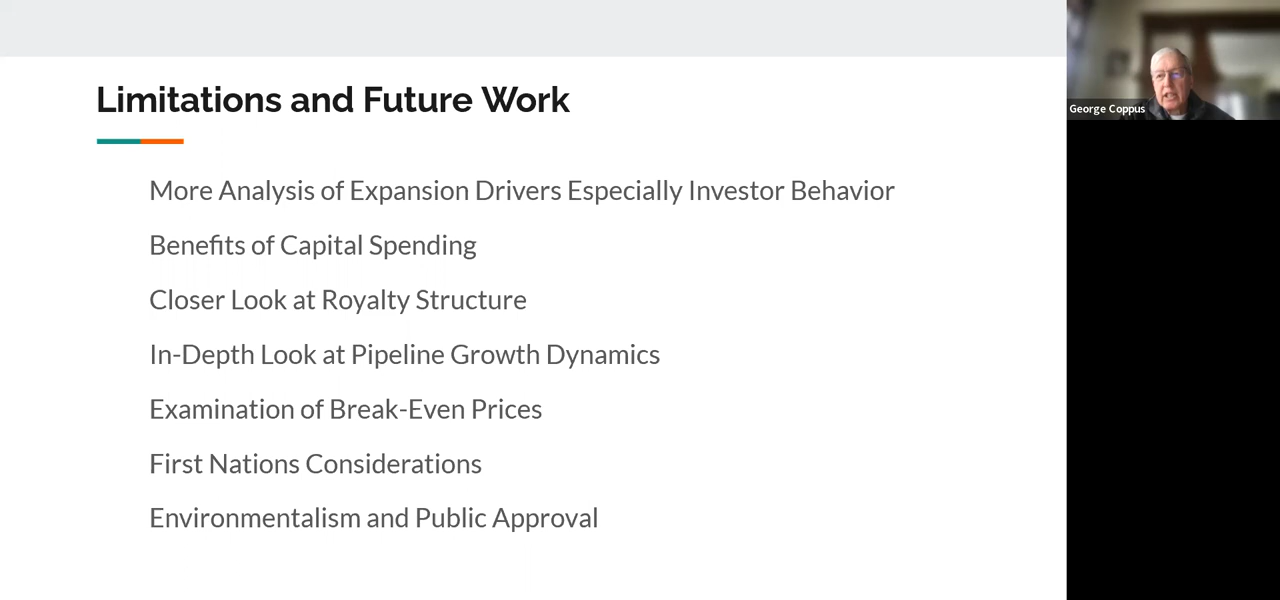 Limitations and Future Work
More Analysis of Expansion Drivers Especially Investor Behavior
Benefits of Capital Spending
Closer Look at Royalty Structure
In-Depth Look at Pipeline Growth Dynamics
Examination of Break-Even Prices
First Nations Considerations
Environmentalism and Public Approval
George Coppus